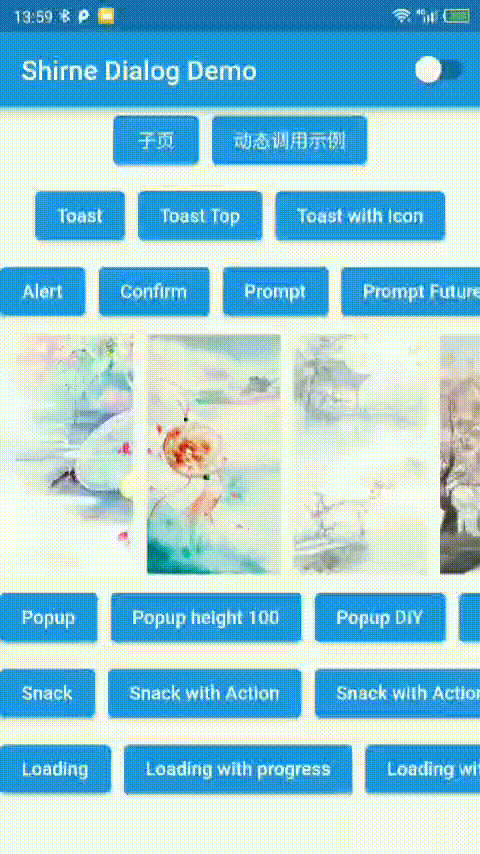 13:59
Shirne Dialog Demo
子页 动态调用示例
Toast Toast Top Toast with Icon
Alert Confirm Prompt Prompt Future
Popup Popup height 100 Popup DIY
Snack Snack with Action Snack with Action
Loading Loading with progress Loading wit